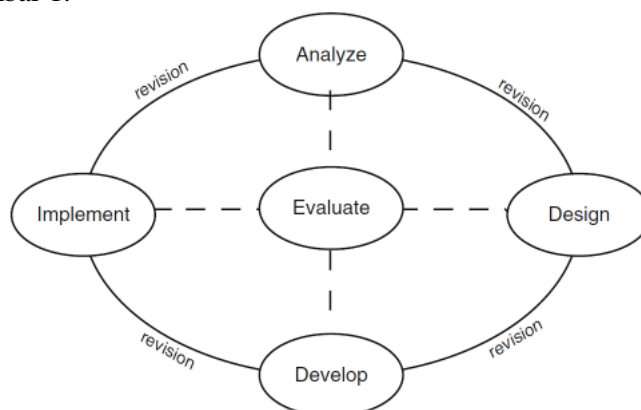 Analyze
revision
revision
Implement
Evaluate
Design
revision
revision
Develop